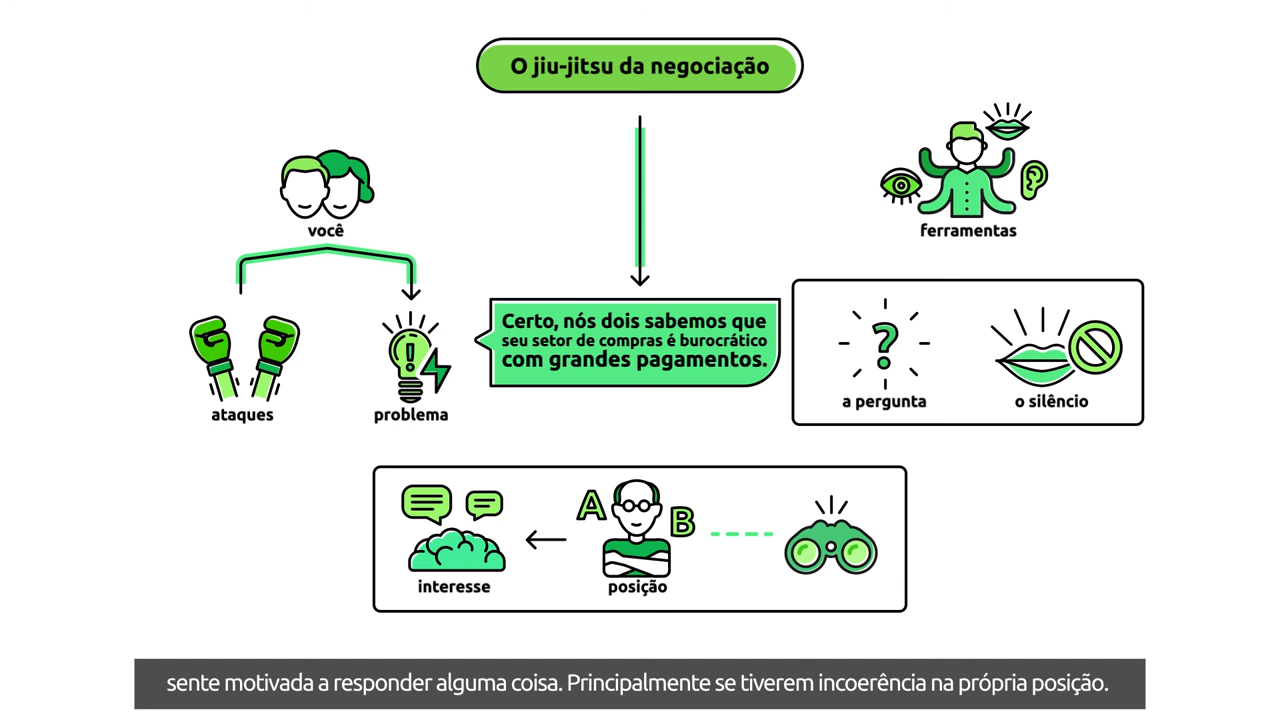 O jiu-jitsu da negociação
você
ferramentas
Certo, nós dois sabemos que
seu setor de compras é burocrático
com grandes pagamentos.
ataques
problema
?
a pergunta
o silêncio
A
B
interesse
posição
sente motivada a responder alguma coisa. Principalmente se tiverem incoerência na própria posição.